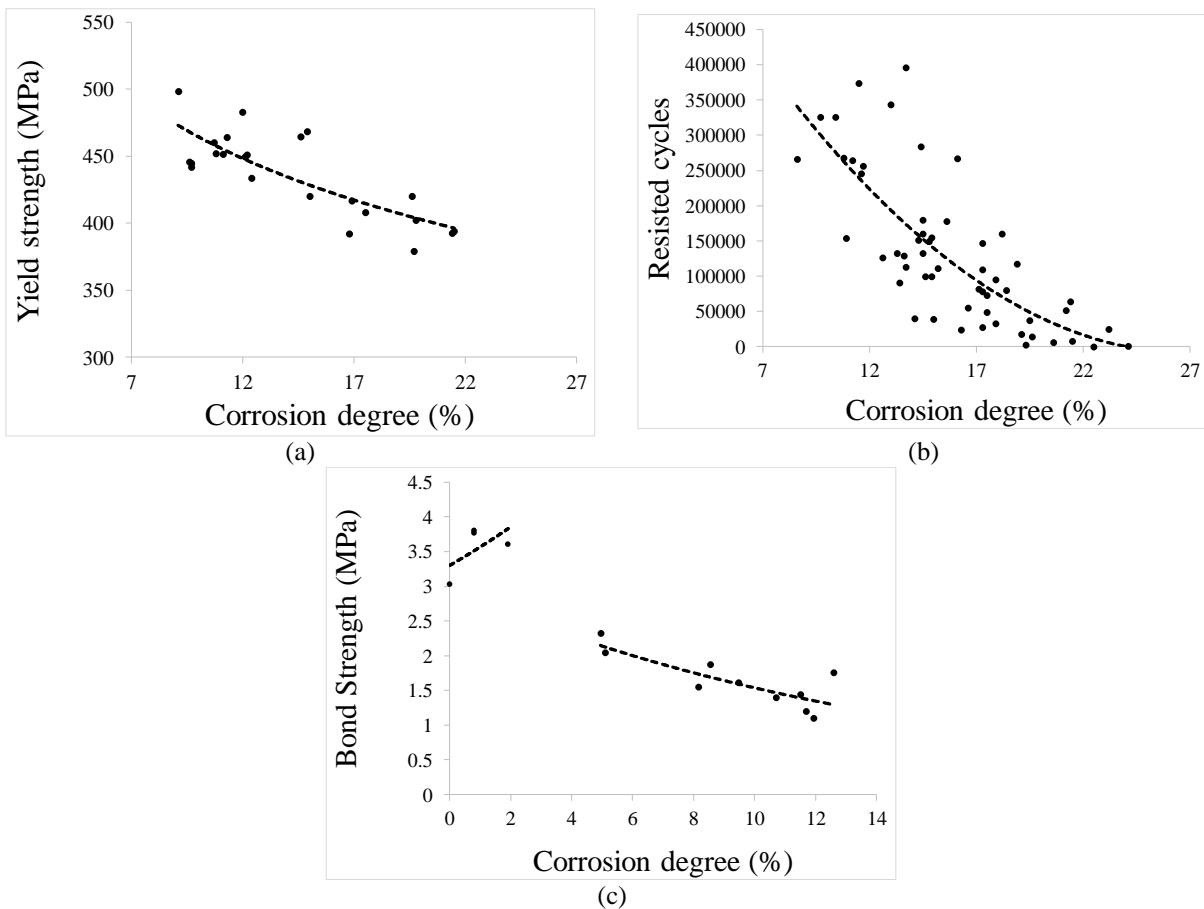 550
500
450
400
350
300
Yield strength (MPa)
7 12 17 22 27
Corrosion degree (%)
(a)
450000
400000
350000
300000
250000
200000
150000
100000
50000
0
Resisted cycles
7 12 17 22 27
Corrosion degree (%)
(b)
4.5
4
3.5
3
2.5
2
1.5
1
0.5
0
Bond Strength (MPa)
0 2 4 6 8 10 12 14
Corrosion degree (%)
(c)